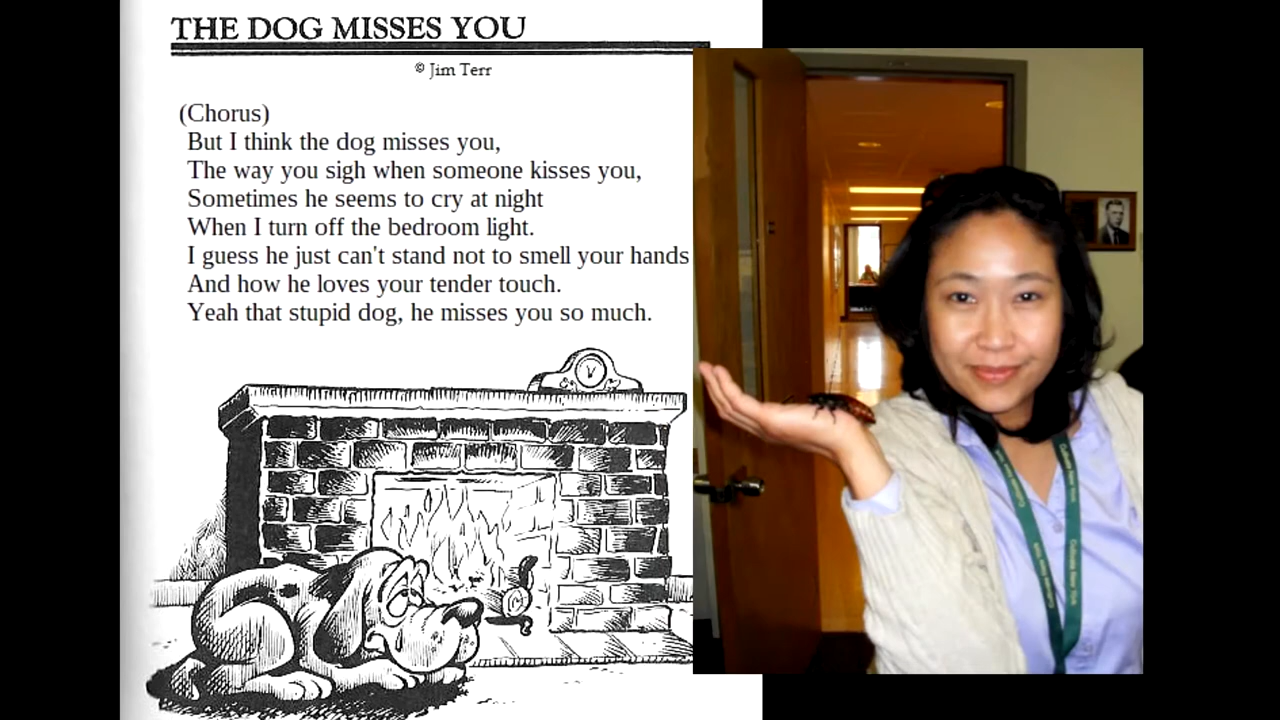 THE DOG MISSES YOU
© Jim Terr
(Chorus)
But I think the dog misses you,
The way you sigh when someone kisses you,
Sometimes he seems to cry at night
When I turn off the bedroom light.
I guess he just can't stand not to smell your hands
And how he loves your tender touch.
Yeah that stupid dog, he misses you so much.